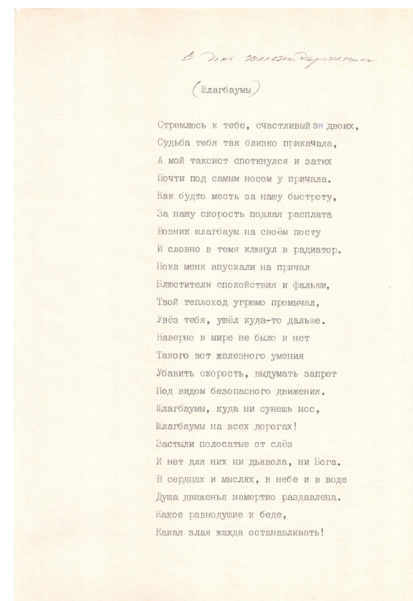 В день
(Шлагбаумы)
Стремлюсь к тебе, счастливый за двоих,
Судьба тебя так близко прикачала,
А мой таксист споткнулся и затих
Почти под самым носом у причала.
Как будто месть за нашу быстроту,
За нашу скорость подлая расплата
Возник шлагбаум на своём посту
И словно в темя клюнул в радиатор.
Пока меня впускали на причал
Блюстители спокойствия и фальши,
Твой теплоход угрюмо промычал,
Увёз тебя, ушёл куда-то дальше.
Наверно в мире не было и нет
Такого вот железного умения
Убавить скорость, выдумать запрет
Под видом безопасного движения.
Шлагбаумы, куда ни сунешь нос,
Шлагбаумы на всех дорогах!
Застыли полосатые от слёз
И нет для них ни дьявола, ни Бога.
В сердцах и мыслях, в небе и в воде
Душа движенья намертво раздавлена.
Какое равнодушие к беде,
Какая злая жажда останавливать!